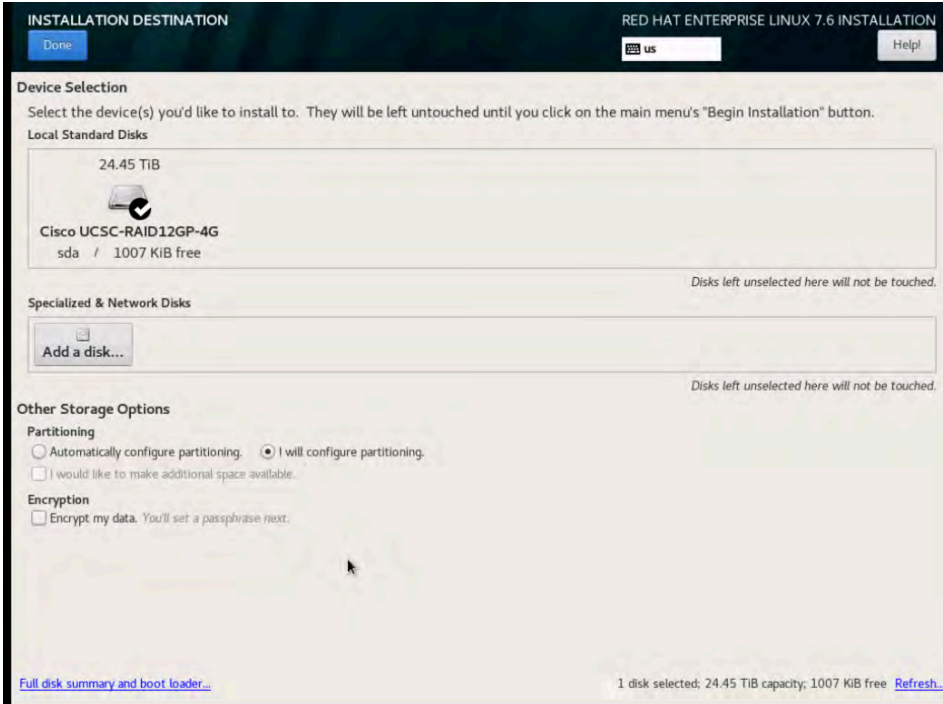 INSTALLATION DESTINATION
RED HAT ENTERPRISE LINUX 7.6 INSTALLATION
Done
us
Help!
Device Selection
Select the device(s) you'd like to install to. They will be left untouched until you click on the main menu's "Begin Installation" button.
Local Standard Disks
24.45 TiB
Cisco UCSC-RAID12GP-4G
sda / 1007 KiB free
Disks left unselected here will not be touched.
Specialized & Network Disks
Add a disk...
Disks left unselected here will not be touched.
Other Storage Options
Partitioning
Automatically configure partitioning. I will configure partitioning.
I would like to make additional space available.
Encryption
Encrypt my data. You'll set a passphrase next.
Full disk summary and boot loader...
1 disk selected; 24.45 TiB capacity; 1007 KiB free Refresh...